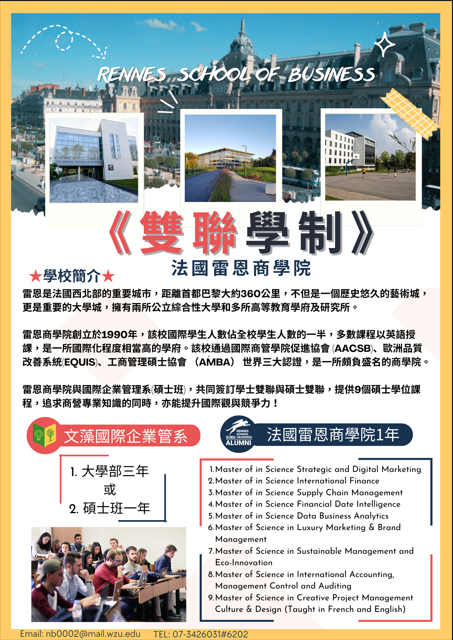 RENNES SCHOOL OF BUSINESS
《雙聯學制》
法國雷恩商學院
★學校簡介★
雷恩是法國西北部的重要城市，距離首都巴黎大約360公里，不但是一個歷史悠久的藝術城，
更是重要的大學城，擁有兩所公立綜合性大學和多所高等教育學府及研究所。
雷恩商學院創立於1990年，該校國際學生人數佔全校學生人數的一半，多數課程以英語授
課，是一所國際化程度相當高的學府。該校通過國際商管學院促進協會 (AACSB)、歐洲品質
改善系統(EQUIS)、工商管理碩士協會 （AMBA） 世界三大認證，是一所頗負盛名的商學院。
雷恩商學院與國際企業管理系(碩士班)，共同簽訂學士雙聯與碩士雙聯，提供9個碩士學位課
程，追求商營專業知識的同時，亦能提升國際觀與競爭力！
文藻國際企管系
1. 大學部三年
或
2. 碩士班一年
ALUMNI
法國雷恩商學院1年
1.Master of in Science Strategic and Digital Marketing
2.Master of in Science International Finance
3.Master of in Science Supply Chain Management
4.Master of in Science Financial Date Intelligence
5.Master of in Science Data Business Analytics
6.Master of Science in Luxury Marketing & Brand
Management
7.Master of Science in Sustainable Management and
Eco-Innovation
8.Master of Science in International Accounting,
Management Control and Auditing
9.Master of Science in Creative Project Management
Culture & Design (Taught in French and English)
Email: nb0002@mail.wzu.edu TEL: 07-3426031#6202